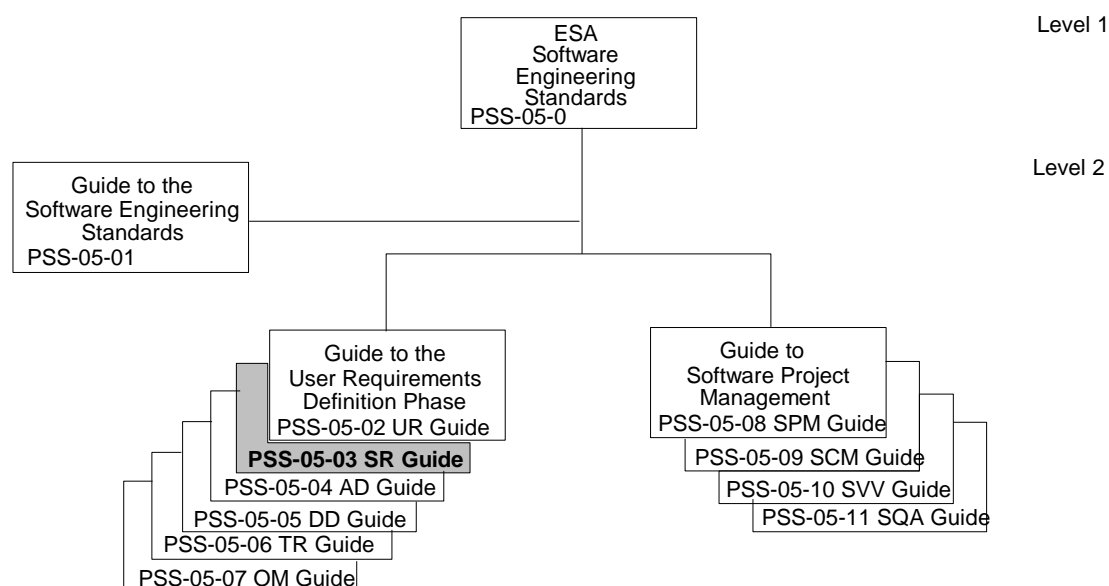 Level 1
ESA
Software
Engineering
Standards
PSS-05-0
Level 2
Guide to the
Software Engineering
Standards
PSS-05-01
Guide to the
User Requirements
Definition Phase
PSS-05-02 UR Guide
PSS-05-03 SR Guide
PSS-05-04 AD Guide
PSS-05-05 DD Guide
PSS-05-06 TR Guide
PSS-05-07 OM Guide
Guide to
Software Project
Management
PSS-05-08 SPM Guide
PSS-05-09 SCM Guide
PSS-05-10 SVV Guide
PSS-05-11 SQA Guide